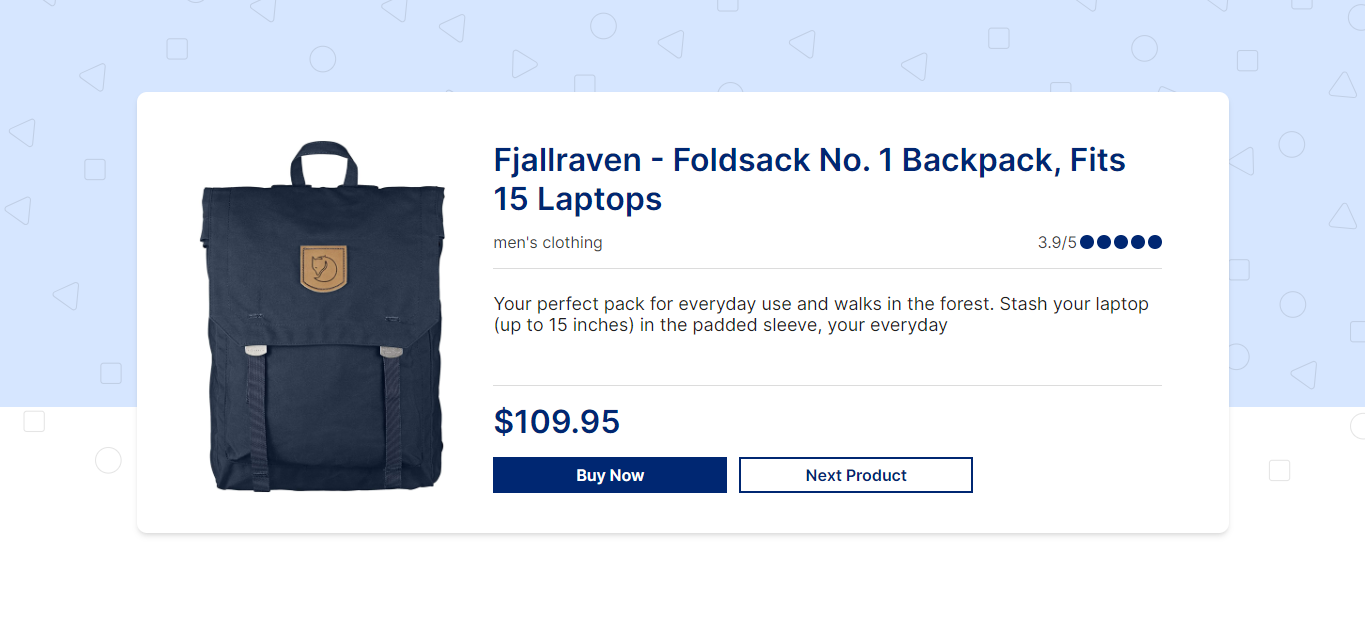 Fjallraven - Foldsack No. 1 Backpack, Fits
15 Laptops
men's clothing
3.9/5
Your perfect pack for everyday use and walks in the forest. Stash your laptop
(up to 15 inches) in the padded sleeve, your everyday
$109.95
Buy Now
Next Product